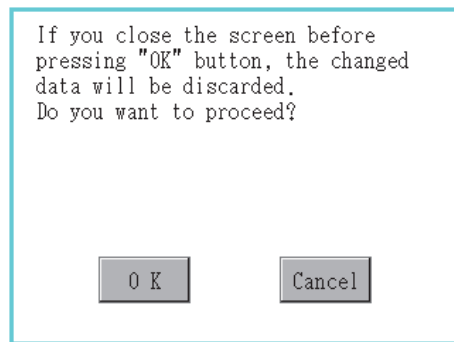 If you close the screen before
pressing "OK" button, the changed
data will be discarded.
Do you want to proceed?
O K
Cancel